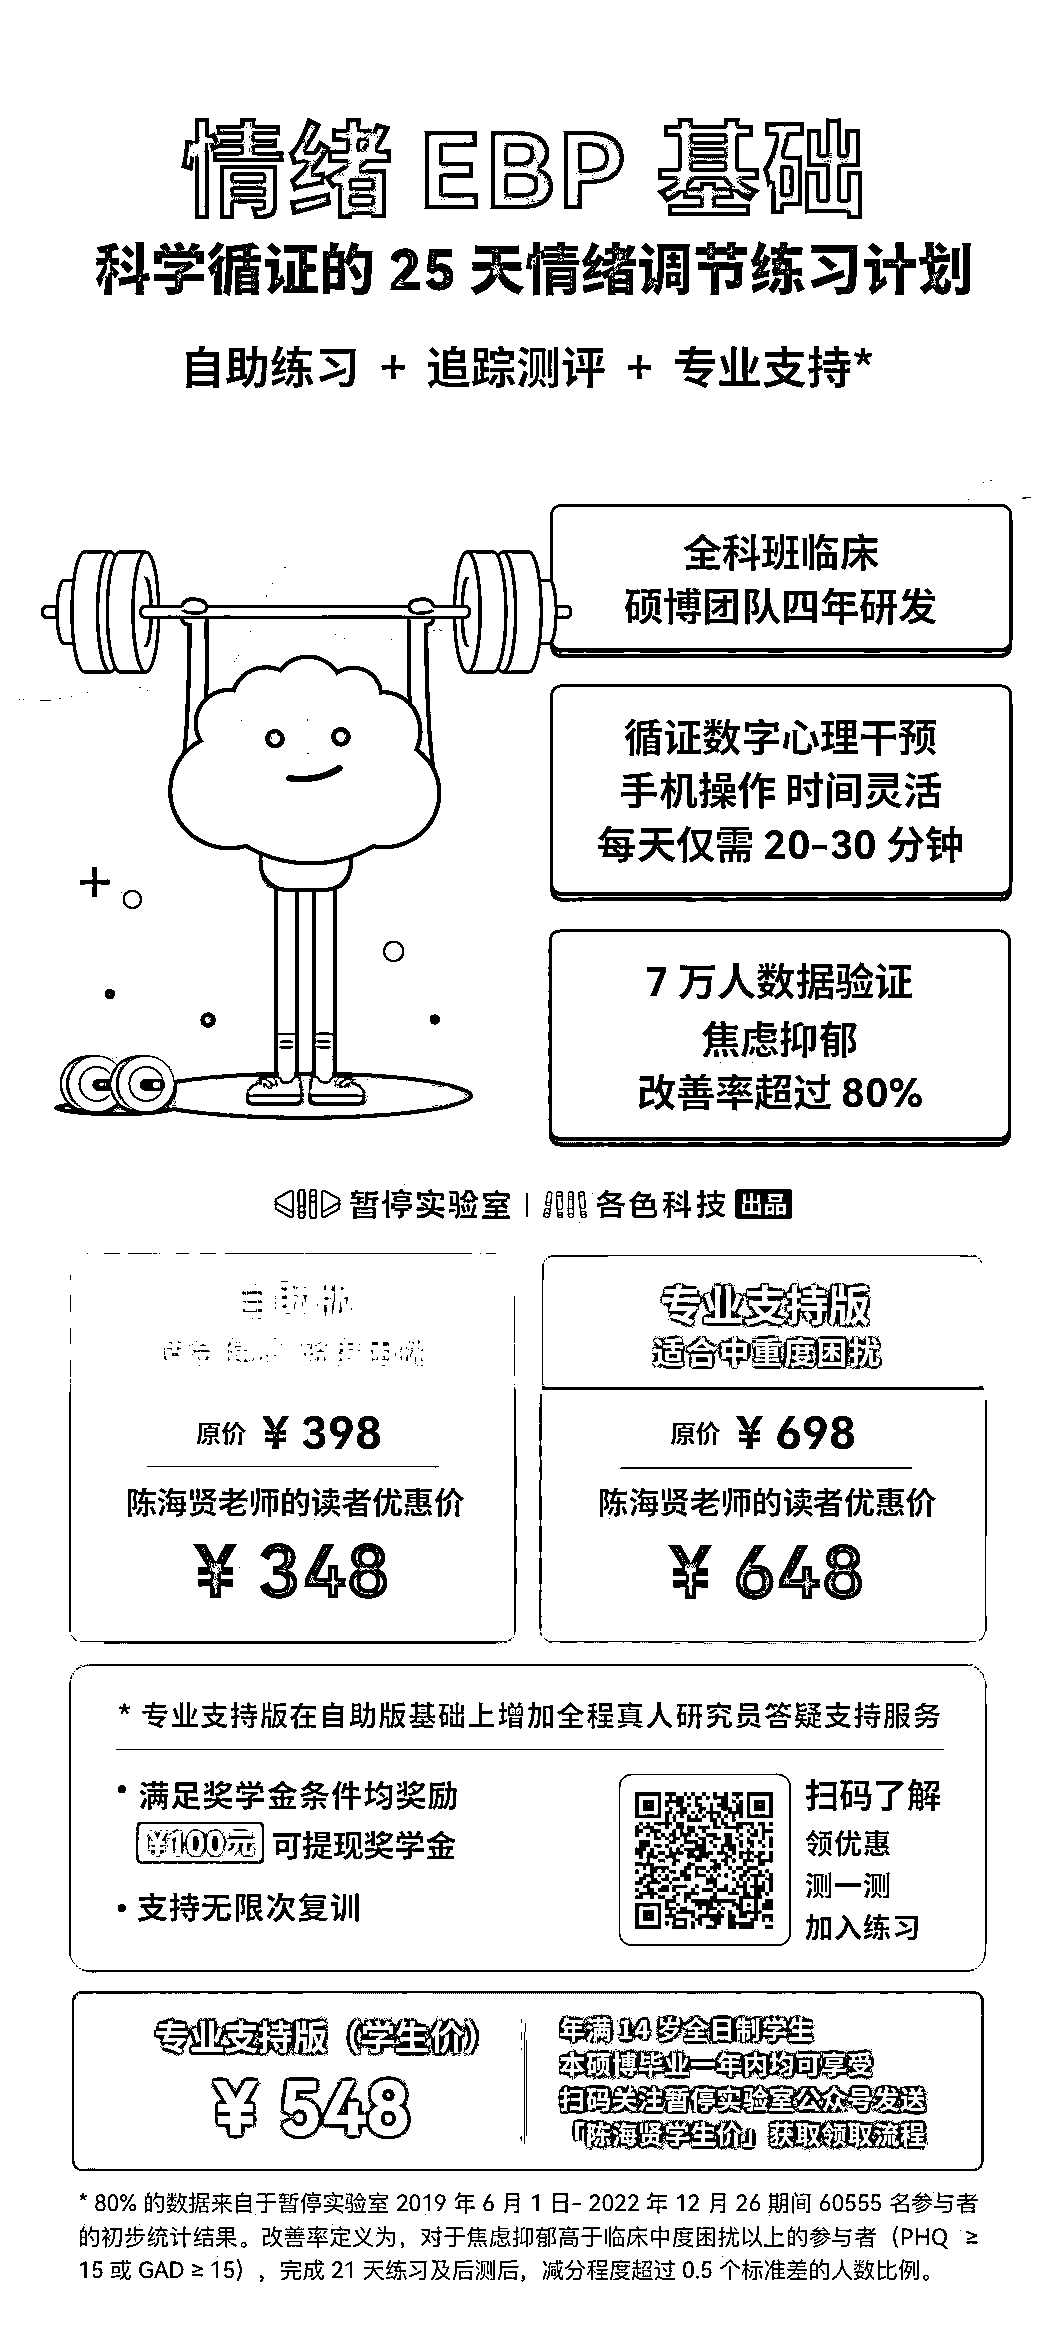 情绪 EBP 基础
科学循证的 25 天情绪调节练习计划
自助练习 + 追踪测评 + 专业支持*
全科班临床
硕博团队四年研发
循证数字心理干预
手机操作 时间灵活
每天仅需 20-30 分钟
7 万人数据验证
焦虑抑郁
改善率超过 80%
暂停实验室 | 各色科技 出品
自助版
专业支持版
适合中重度困扰
原价 ¥ 398
陈海贤老师的读者优惠价
¥ 348
原价 ¥ 698
陈海贤老师的读者优惠价
¥ 648
* 专业支持版在自助版基础上增加全程真人研究员答疑支持服务
• 满足奖学金条件均奖励
¥100元 可提现奖学金
• 支持无限次复训
扫码了解
领优惠
测一测
加入练习
专业支持版（学生价）
¥ 548
年满 14 岁全日制学生
本硕博毕业一年内均可享受
扫码关注暂停实验室公众号发送
「陈海贤学生价」获取领取流程
* 80% 的数据来自于暂停实验室 2019 年 6 月 1 日- 2022 年 12 月 26 期间 60555 名参与者
的初步统计结果。改善率定义为，对于焦虑抑郁高于临床中度困扰以上的参与者（PHQ ≥
15 或 GAD ≥ 15），完成 21 天练习及后测后，减分程度超过 0.5 个标准差的人数比例。